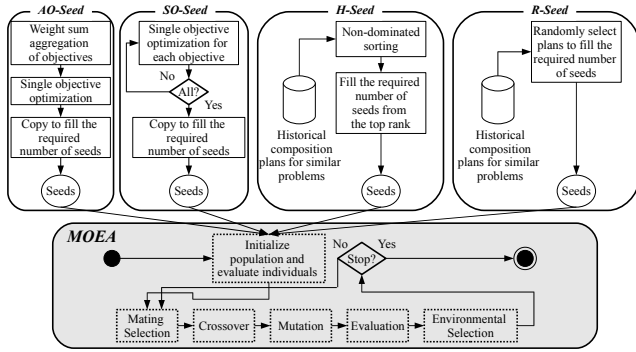 AO-Seed
Weight sum
aggregation
of objectives
Single objective
optimization
Copy to fill the
required
number of seeds
Seeds
SO-Seed
Single objective
optimization for
each objective
No
All?
Yes
Copy to fill the
required
number of seeds
Seeds
H-Seed
Non-dominated
sorting
Fill the required
number of
seeds from
the top rank
Historical
composition
plans for similar
problems
Seeds
R-Seed
Randomly select
plans to fill the
required number
of seeds
Historical
composition
plans for similar
problems
Seeds
MOEA
Initialize
population and
evaluate individuals
No
Yes
Stop?
Mating
Selection
Crossover
Mutation
Evaluation
Environmental
Selection